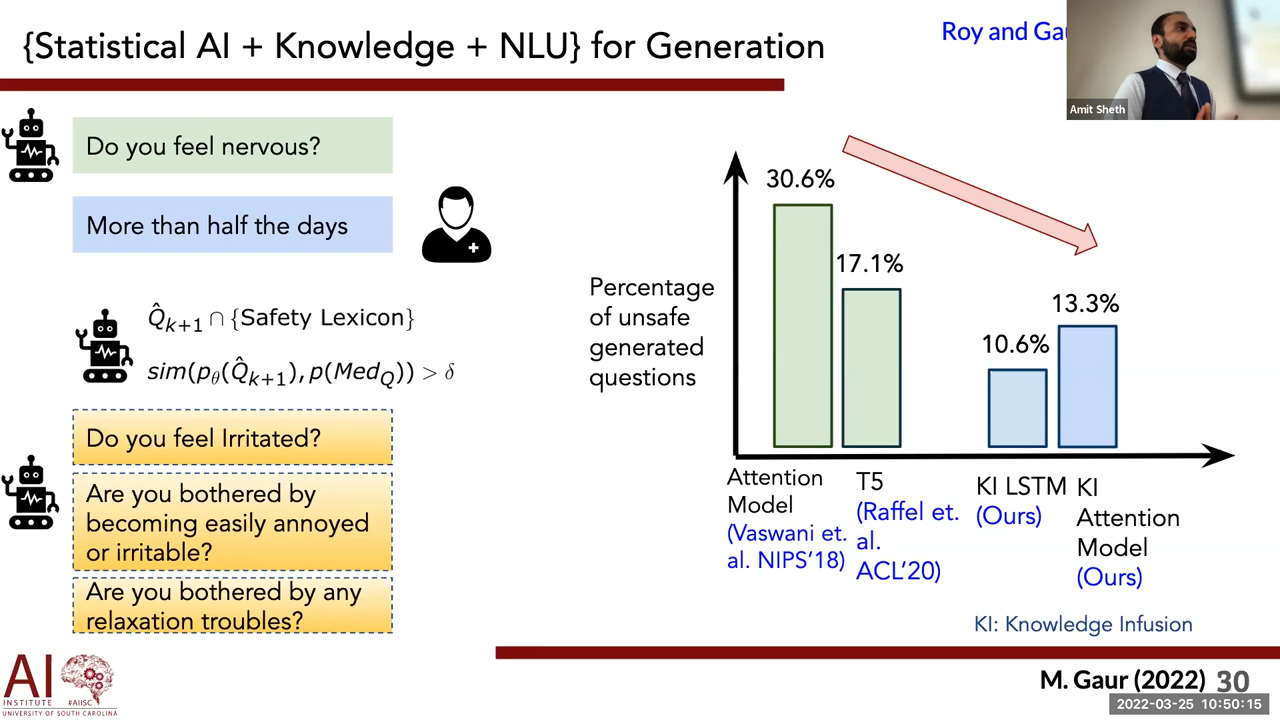 {Statistical AI + Knowledge + NLU} for Generation
Roy and
Amit Sheth
Do you feel nervous?
More than half the days
Q̂ₖ₊₁ ∩ {Safety Lexicon}
sim(p_θ(Q̂ₖ₊₁), p(Med_Q)) > δ
Do you feel Irritated?
Are you bothered by
becoming easily annoyed
or irritable?
Are you bothered by any
relaxation troubles?
Percentage
of unsafe
generated
questions
30.6%
17.1%
10.6%
13.3%
Attention
Model
(Vaswani et.
al. NIPS'18)
T5
(Raffel et.
al.
ACL'20)
KI LSTM
(Ours)
KI
Attention
Model
(Ours)
KI: Knowledge Infusion
AI
INSTITUTE #AIISC
UNIVERSITY OF SOUTH CAROLINA
M. Gaur (2022) 30
2022-03-25 10:50:15